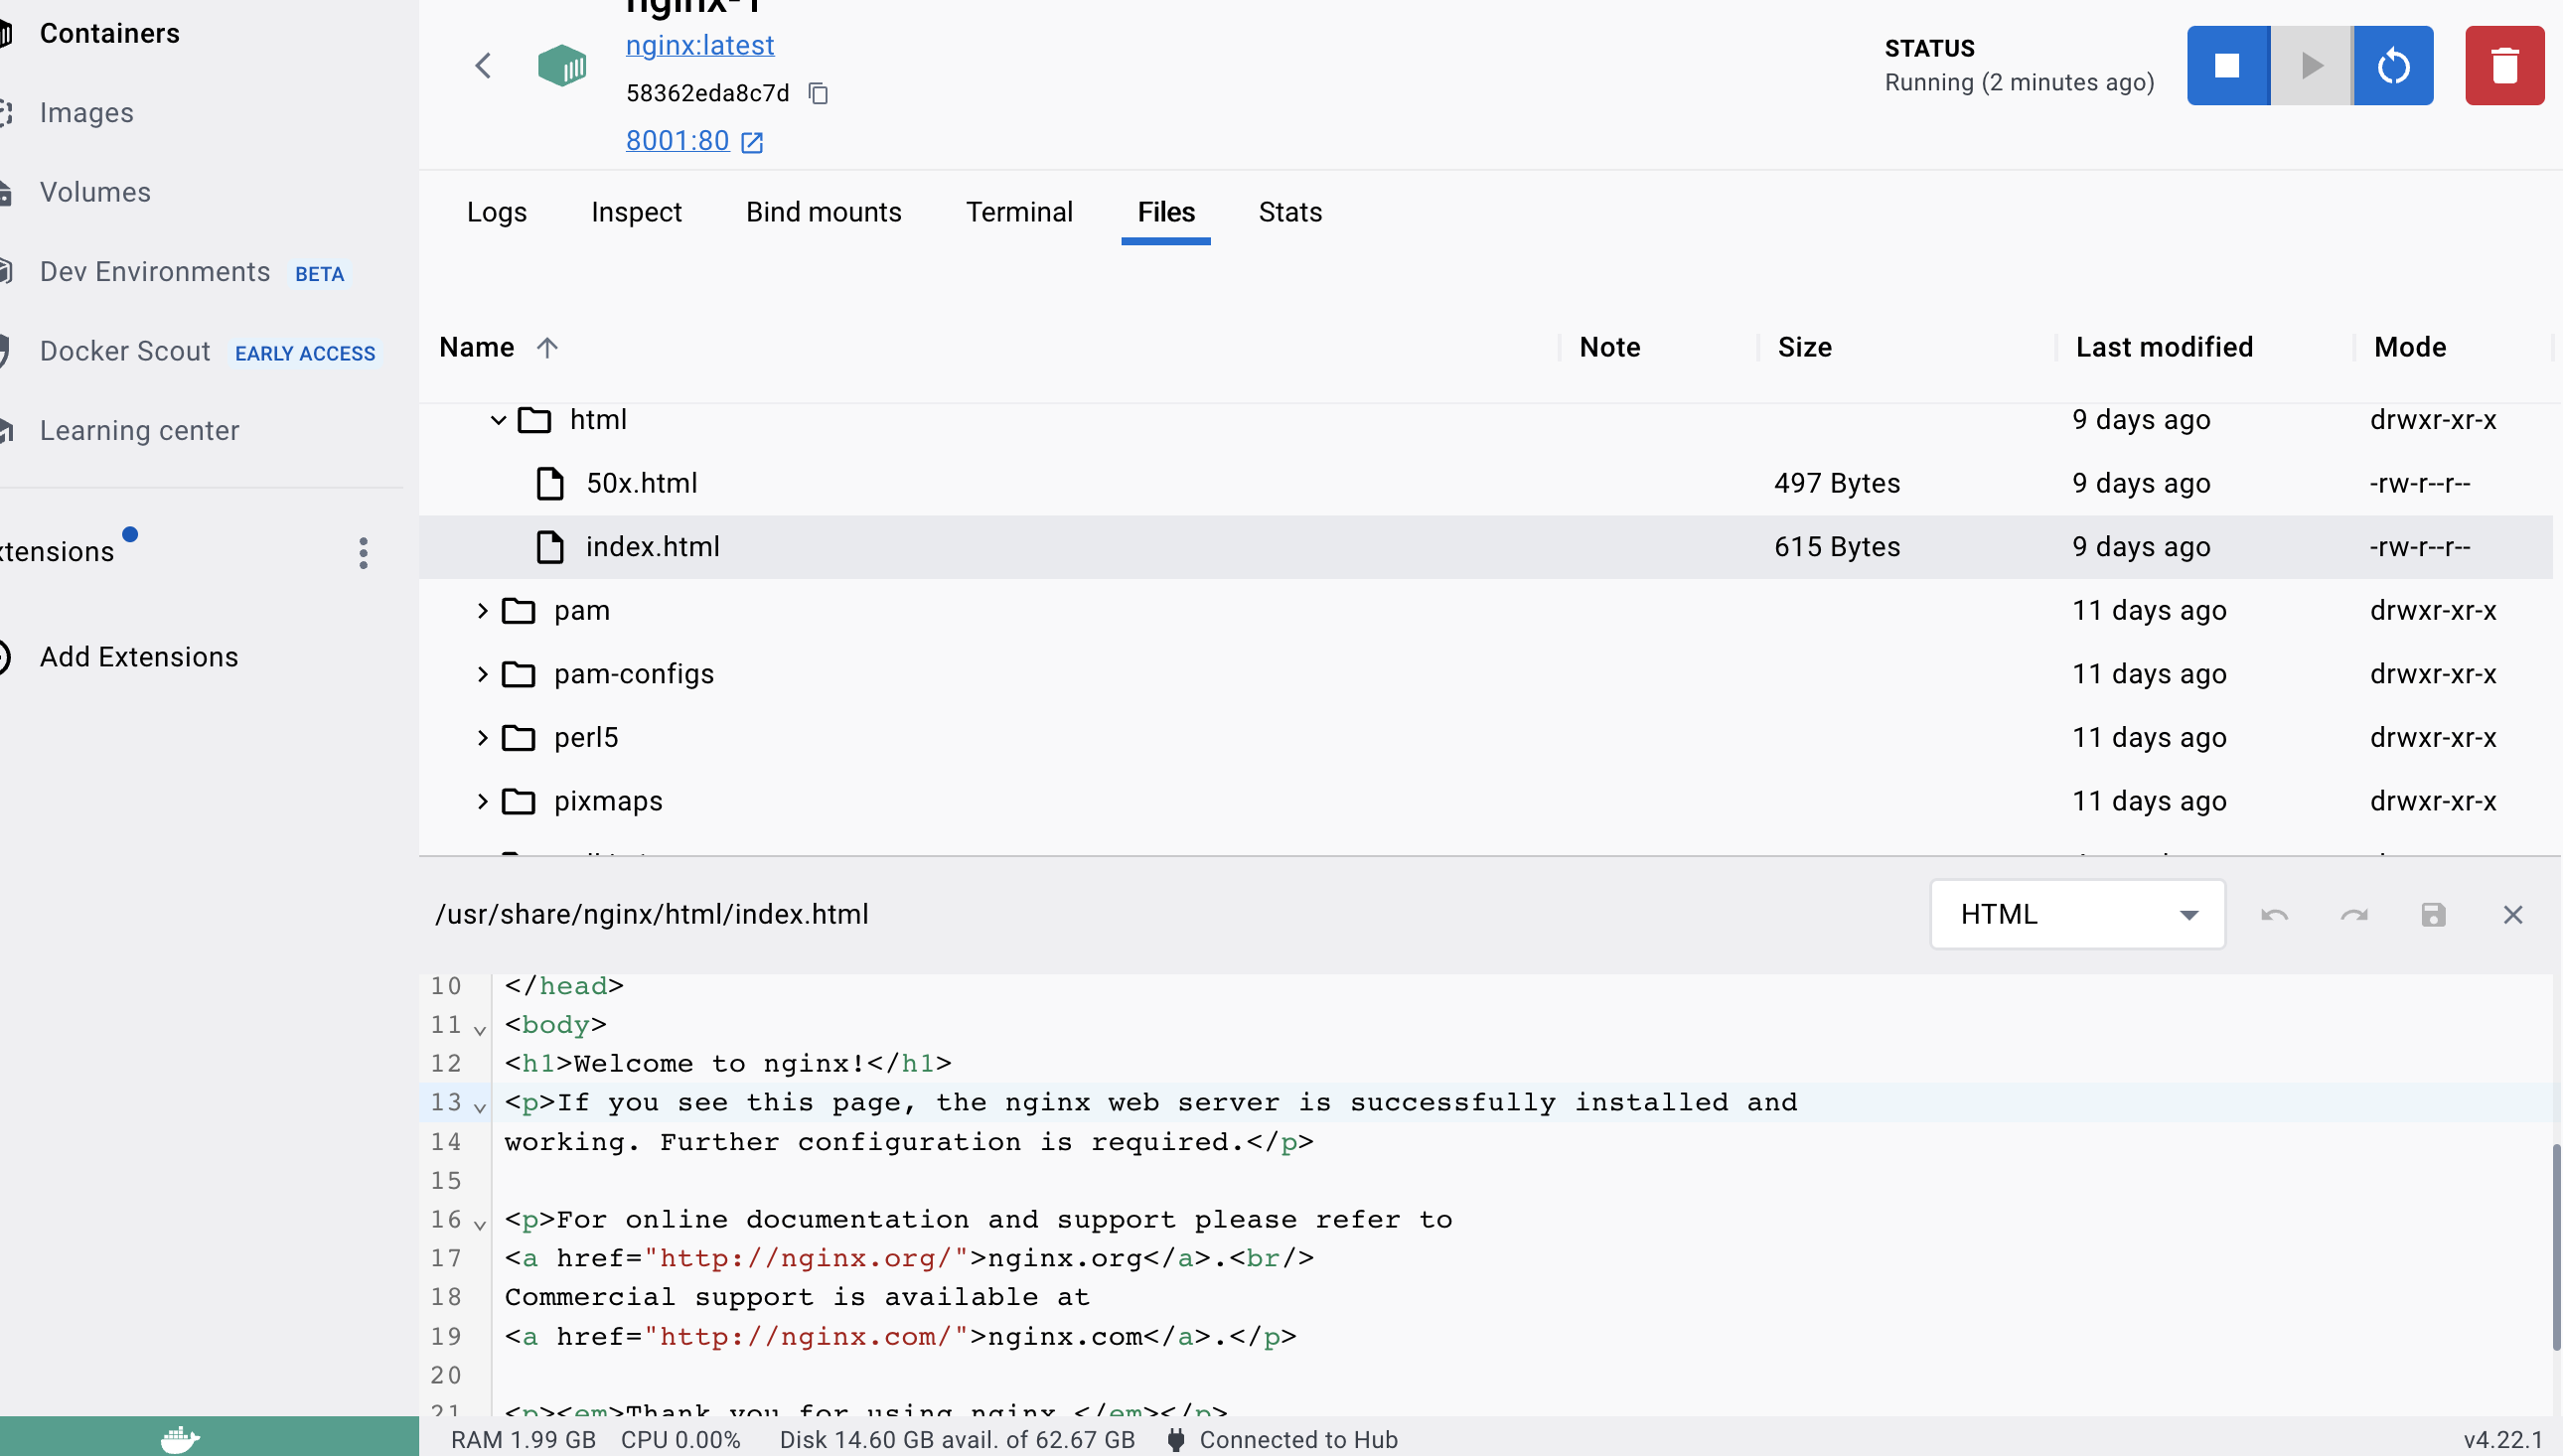 Containers
Images
Volumes
Dev Environments BETA
Docker Scout EARLY ACCESS
Learning center
xtensions
Add Extensions
nginx-1
nginx:latest
58362eda8c7d
8001:80
STATUS
Running (2 minutes ago)
Logs Inspect Bind mounts Terminal Files Stats
Name Note Size Last modified Mode
html 9 days ago drwxr-xr-x
50x.html 497 Bytes 9 days ago -rw-r--r--
index.html 615 Bytes 9 days ago -rw-r--r--
pam 11 days ago drwxr-xr-x
pam-configs 11 days ago drwxr-xr-x
perl5 11 days ago drwxr-xr-x
pixmaps 11 days ago drwxr-xr-x
/usr/share/nginx/html/index.html HTML
10 </head>
11 <body>
12 <h1>Welcome to nginx!</h1>
13 <p>If you see this page, the nginx web server is successfully installed and
14 working. Further configuration is required.</p>
15
16 <p>For online documentation and support please refer to
17 <a href="http://nginx.org/">nginx.org</a>.<br/>
18 Commercial support is available at
19 <a href="http://nginx.com/">nginx.com</a>.</p>
20
21 <p><em>Thank you for using nginx.</em></p>
RAM 1.99 GB CPU 0.00% Disk 14.60 GB avail. of 62.67 GB Connected to Hub v4.22.1